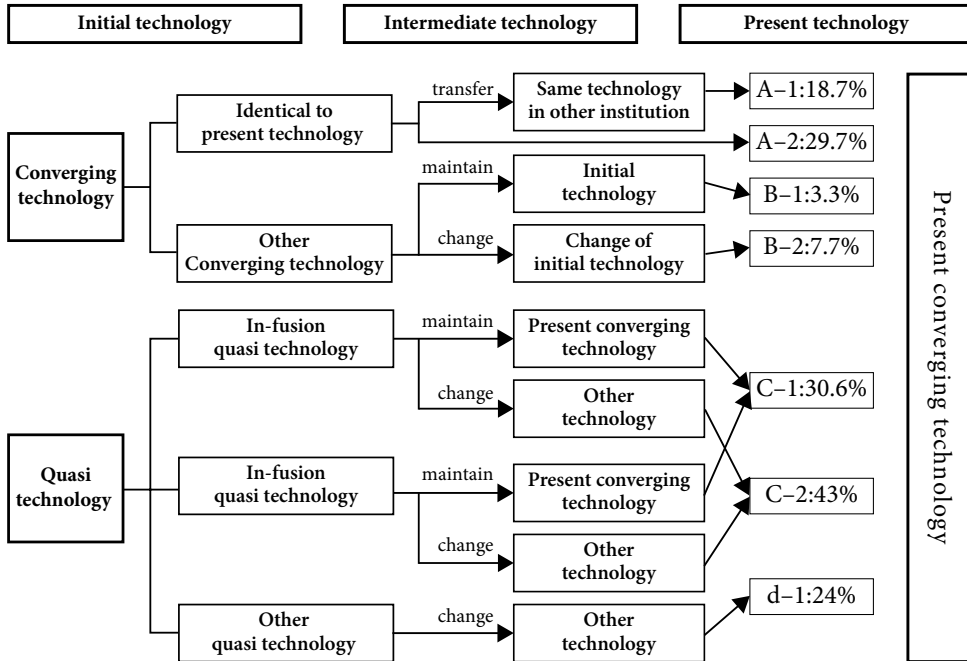 Initial technology
Intermediate technology
Present technology
Converging
technology
Identical to
present technology
transfer
Same technology
in other institution
A–1:18.7%
A–2:29.7%
maintain
Initial
technology
B–1:3.3%
Other
Converging technology
change
Change of
initial technology
B–2:7.7%
Quasi
technology
In-fusion
quasi technology
maintain
Present converging
technology
change
Other
technology
C–1:30.6%
In-fusion
quasi technology
maintain
Present converging
technology
change
Other
technology
C–2:43%
Other
quasi technology
change
Other
technology
d–1:24%
Present converging technology